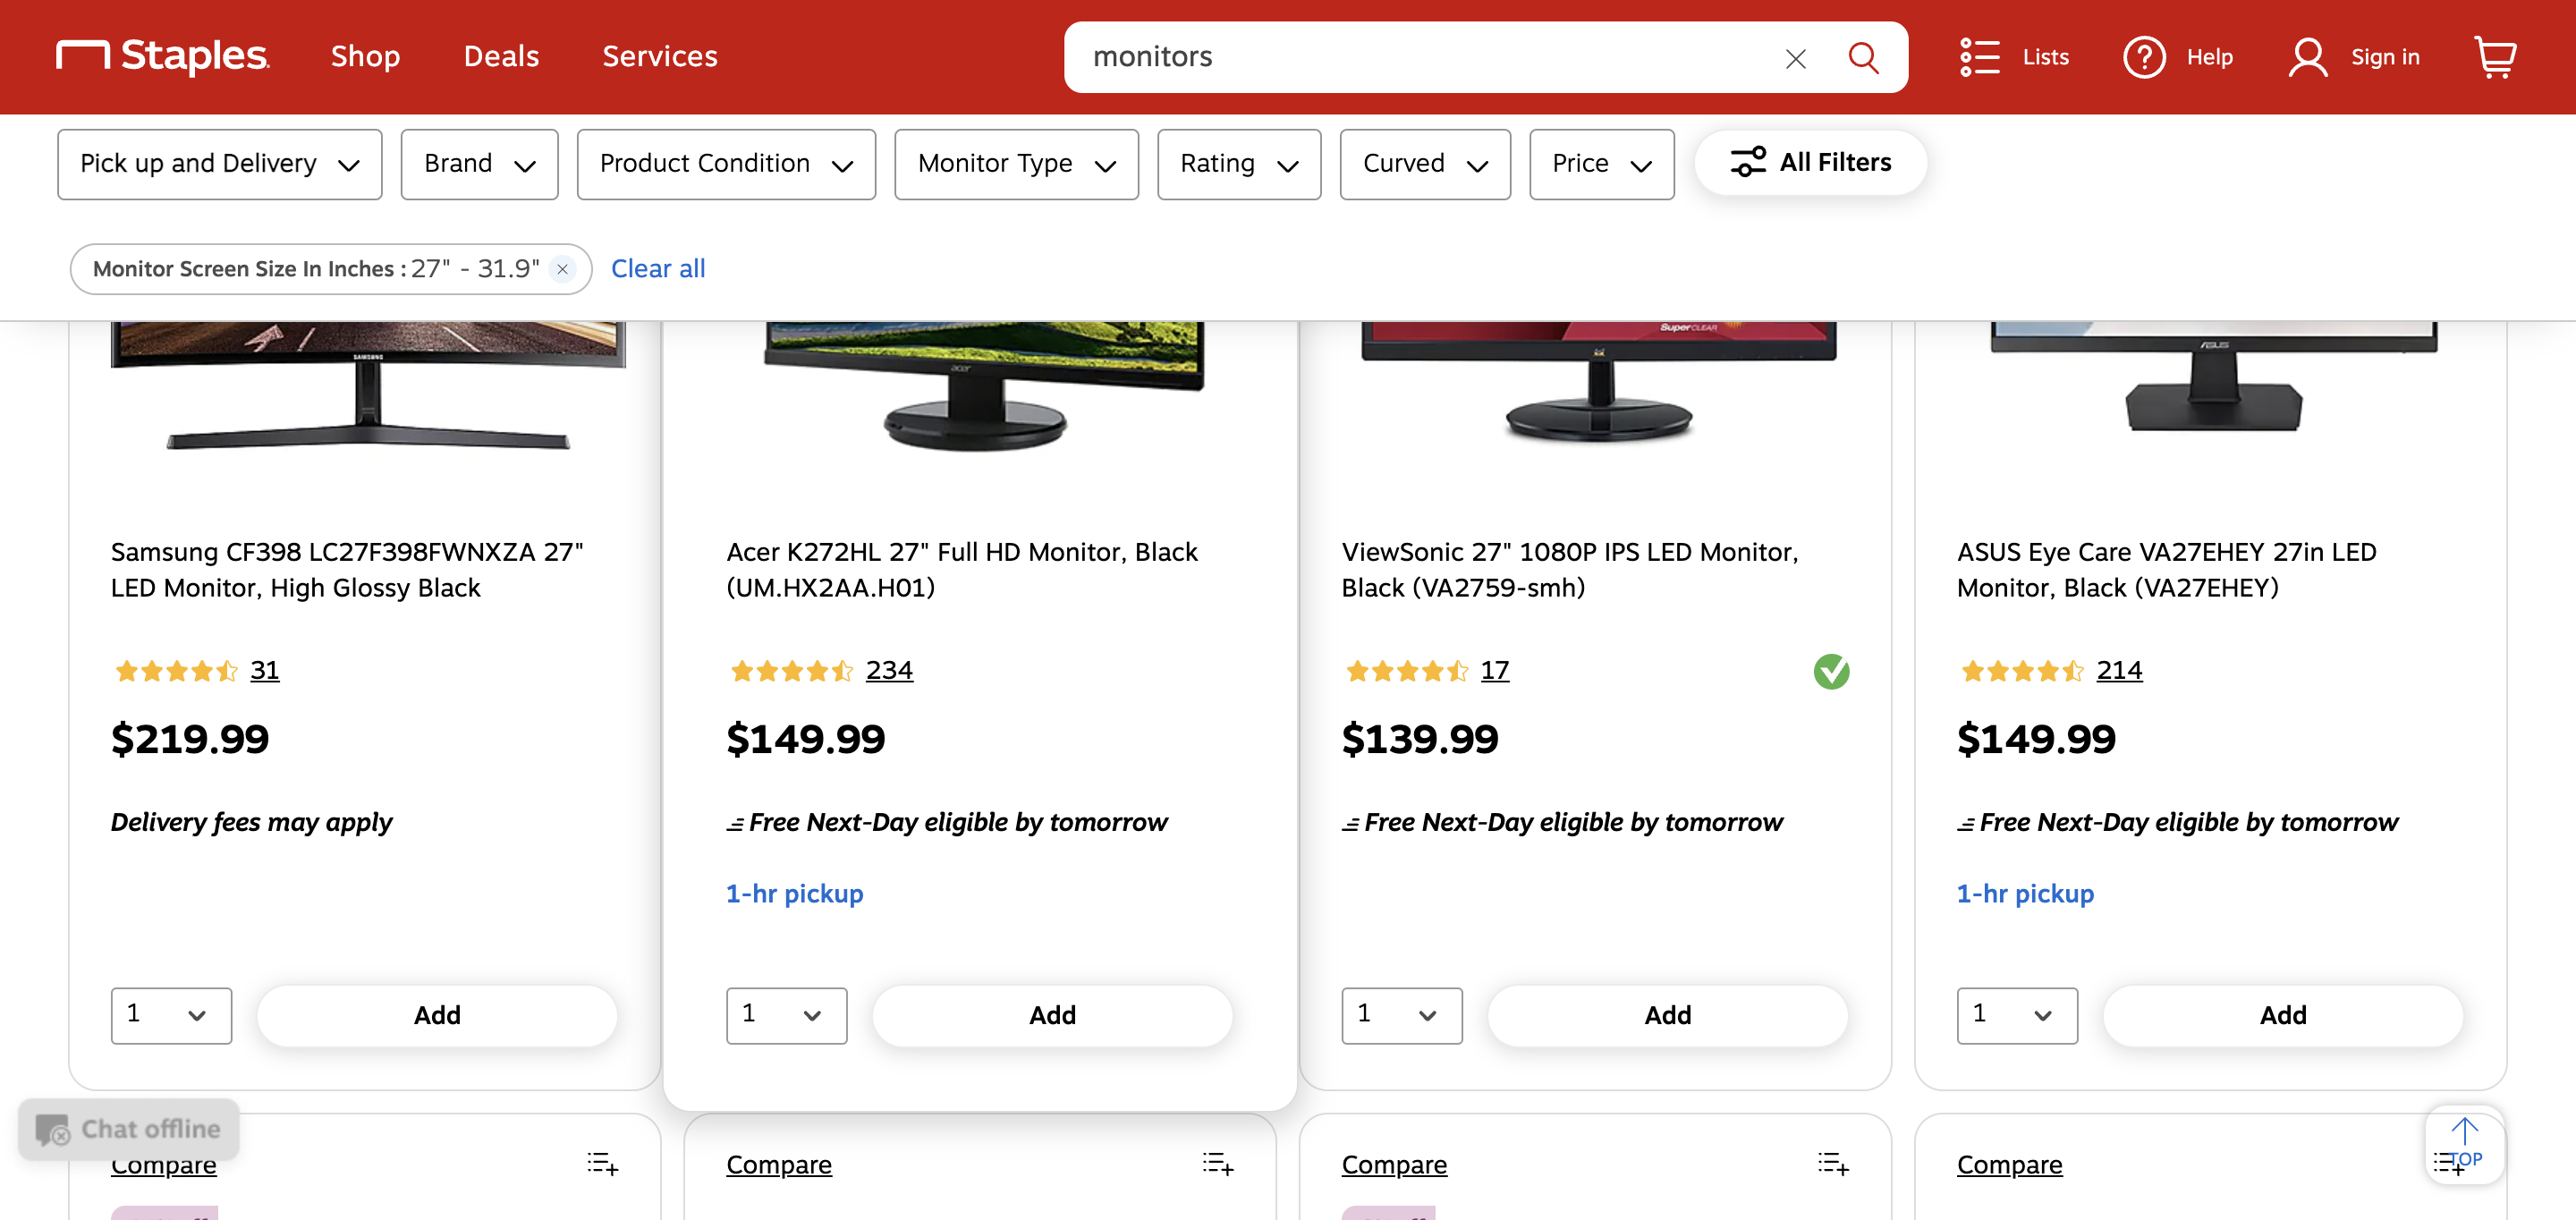 Staples
Shop
Deals
Services
monitors
Lists
Help
Sign in
Pick up and Delivery
Brand
Product Condition
Monitor Type
Rating
Curved
Price
All Filters
Monitor Screen Size In Inches : 27" - 31.9"
Clear all
SAMSUNG
acer
SuperCLEAR
ASUS
Samsung CF398 LC27F398FWNXZA 27"
LED Monitor, High Glossy Black
31
$219.99
Delivery fees may apply
1
Add
Acer K272HL 27" Full HD Monitor, Black
(UM.HX2AA.H01)
234
$149.99
Free Next-Day eligible by tomorrow
1-hr pickup
1
Add
ViewSonic 27" 1080P IPS LED Monitor,
Black (VA2759-smh)
17
$139.99
Free Next-Day eligible by tomorrow
1
Add
ASUS Eye Care VA27EHEY 27in LED
Monitor, Black (VA27EHEY)
214
$149.99
Free Next-Day eligible by tomorrow
1-hr pickup
1
Add
Chat offline
Compare
Compare
Compare
Compare
TOP